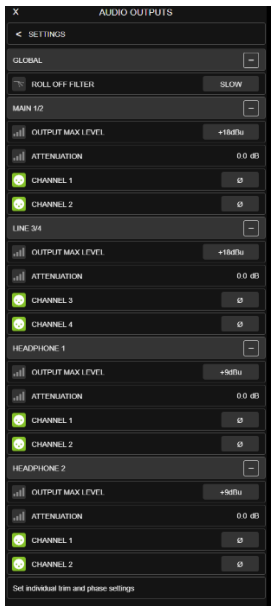 X AUDIO OUTPUTS
< SETTINGS
GLOBAL −
ROLL OFF FILTER SLOW
MAIN 1/2 −
OUTPUT MAX LEVEL +18dBu
ATTENUATION 0.0 dB
CHANNEL 1 Ø
CHANNEL 2 Ø
LINE 3/4 −
OUTPUT MAX LEVEL +18dBu
ATTENUATION 0.0 dB
CHANNEL 3 Ø
CHANNEL 4 Ø
HEADPHONE 1 −
OUTPUT MAX LEVEL +9dBu
ATTENUATION 0.0 dB
CHANNEL 1 Ø
CHANNEL 2 Ø
HEADPHONE 2 −
OUTPUT MAX LEVEL +9dBu
ATTENUATION 0.0 dB
CHANNEL 1 Ø
CHANNEL 2 Ø
Set individual trim and phase settings